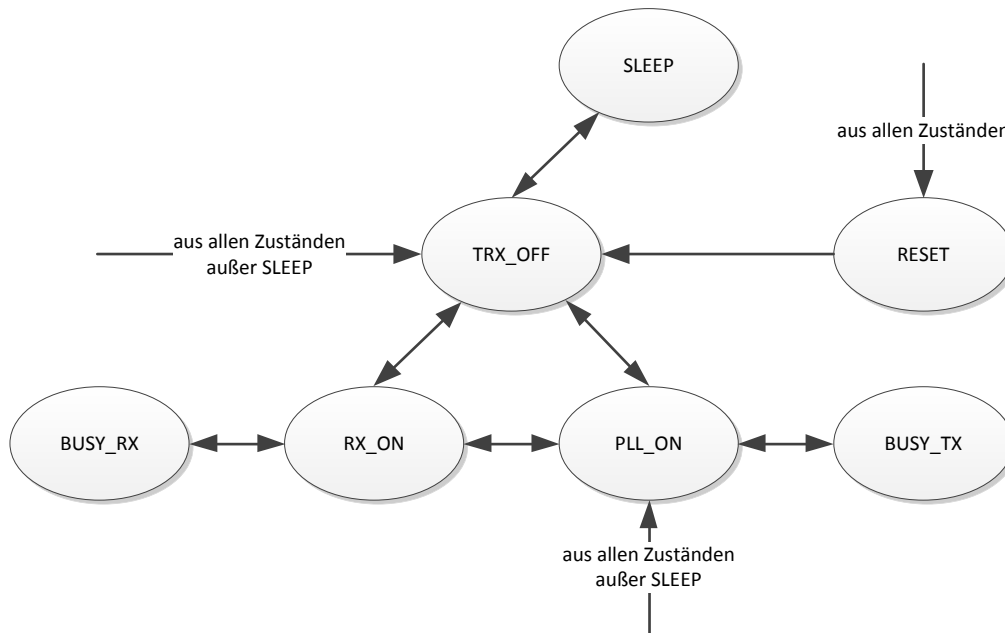 SLEEP
aus allen Zuständen
aus allen Zuständen
außer SLEEP
TRX_OFF
RESET
BUSY_RX
RX_ON
PLL_ON
BUSY_TX
aus allen Zuständen
außer SLEEP